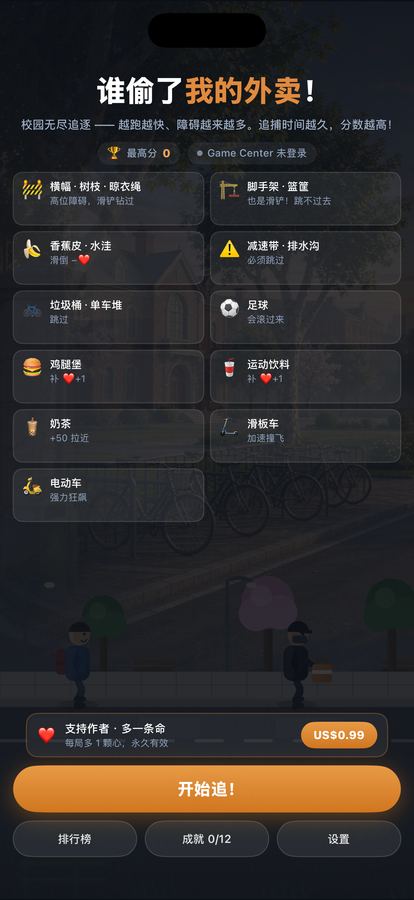 谁偷了我的外卖!
校园无尽追逐 —— 越跑越快、障碍越来越多。追捕时间越久，分数越高!
最高分 0
Game Center 未登录
横幅 · 树枝 · 晾衣绳
高位障碍，滑铲钻过
脚手架 · 篮筐
也是滑铲！跳不过去
香蕉皮 · 水洼
滑倒 −❤️
减速带 · 排水沟
必须跳过
垃圾桶 · 单车堆
跳过
足球
会滚过来
鸡腿堡
补 ❤️+1
运动饮料
补 ❤️+1
奶茶
+50 拉近
滑板车
加速撞飞
电动车
强力狂飙
支持作者 · 多一条命
每局多 1 颗心，永久有效
US$0.99
开始追！
排行榜
成就 0/12
设置